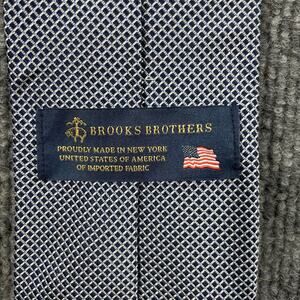 BROOKS BROTHERS
PROUDLY MADE IN NEW YORK
UNITED STATES OF AMERICA
OF IMPORTED FABRIC